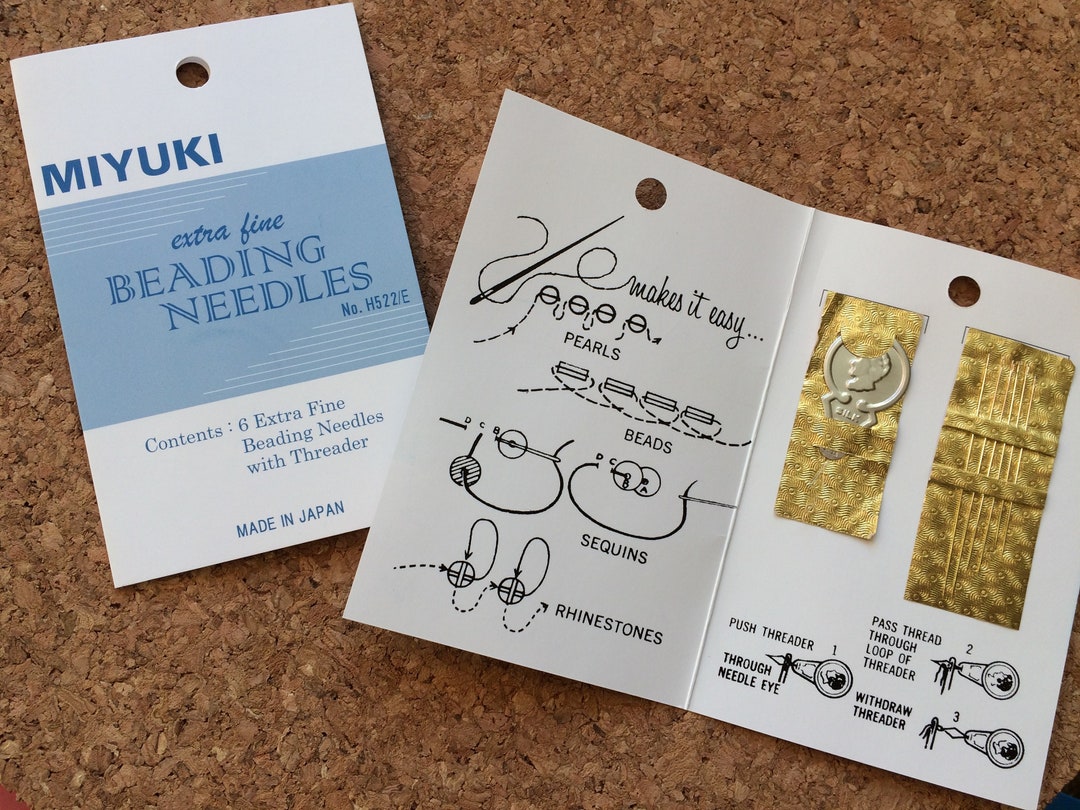 MIYUKI
extra fine
BEADING
NEEDLES
No. H522/E
Contents : 6 Extra Fine
Beading Needles
with Threader
MADE IN JAPAN
makes it easy...
PEARLS
BEADS
D C B
D C B A
SEQUINS
RHINESTONES
PUSH THREADER 1
THROUGH
NEEDLE EYE
PASS THREAD 2
THROUGH
LOOP OF
THREADER
WITHDRAW 3
THREADER